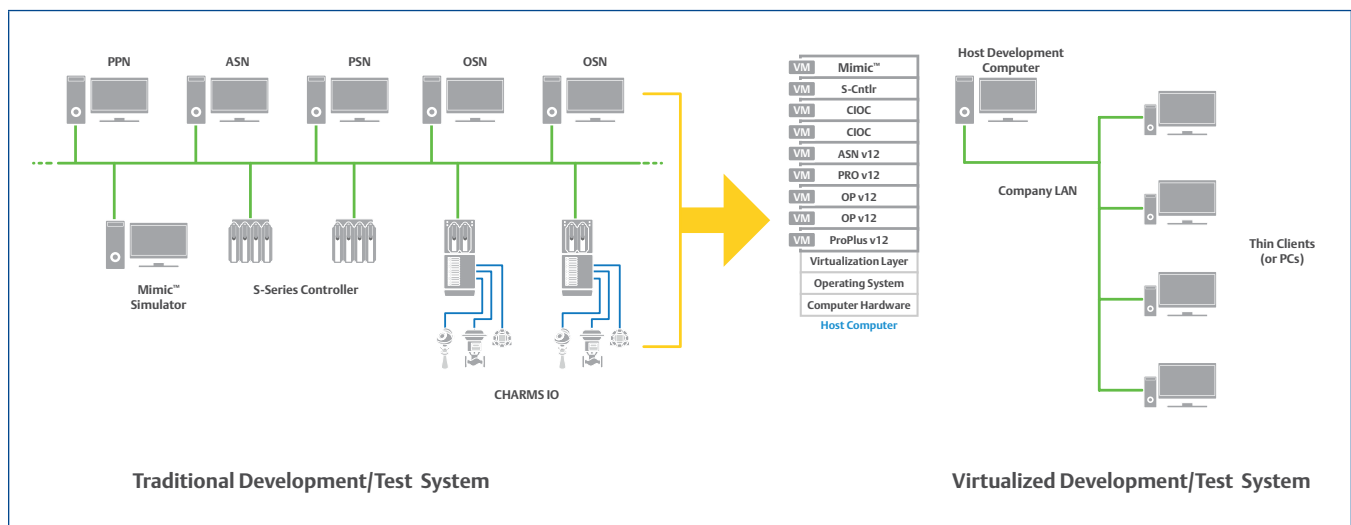 PPN
ASN
PSN
OSN
OSN
Mimic™
Simulator
S-Series Controller
CHARMS IO
VM Mimic™
VM S-Cntlr
VM CIOC
VM CIOC
VM ASN v12
VM PRO v12
VM OP v12
VM OP v12
VM ProPlus v12
Virtualization Layer
Operating System
Computer Hardware
Host Computer
Host Development
Computer
Company LAN
Thin Clients
(or PCs)
Traditional Development/Test System
Virtualized Development/Test System